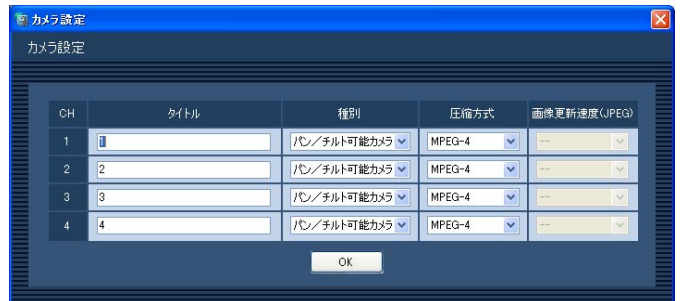 カメラ設定
カメラ設定
CH タイトル 種別 圧縮方式 画像更新速度(JPEG)
1 1 パン／チルト可能カメラ MPEG-4 --
2 2 パン／チルト可能カメラ MPEG-4 --
3 3 パン／チルト可能カメラ MPEG-4 --
4 4 パン／チルト可能カメラ MPEG-4 --
OK